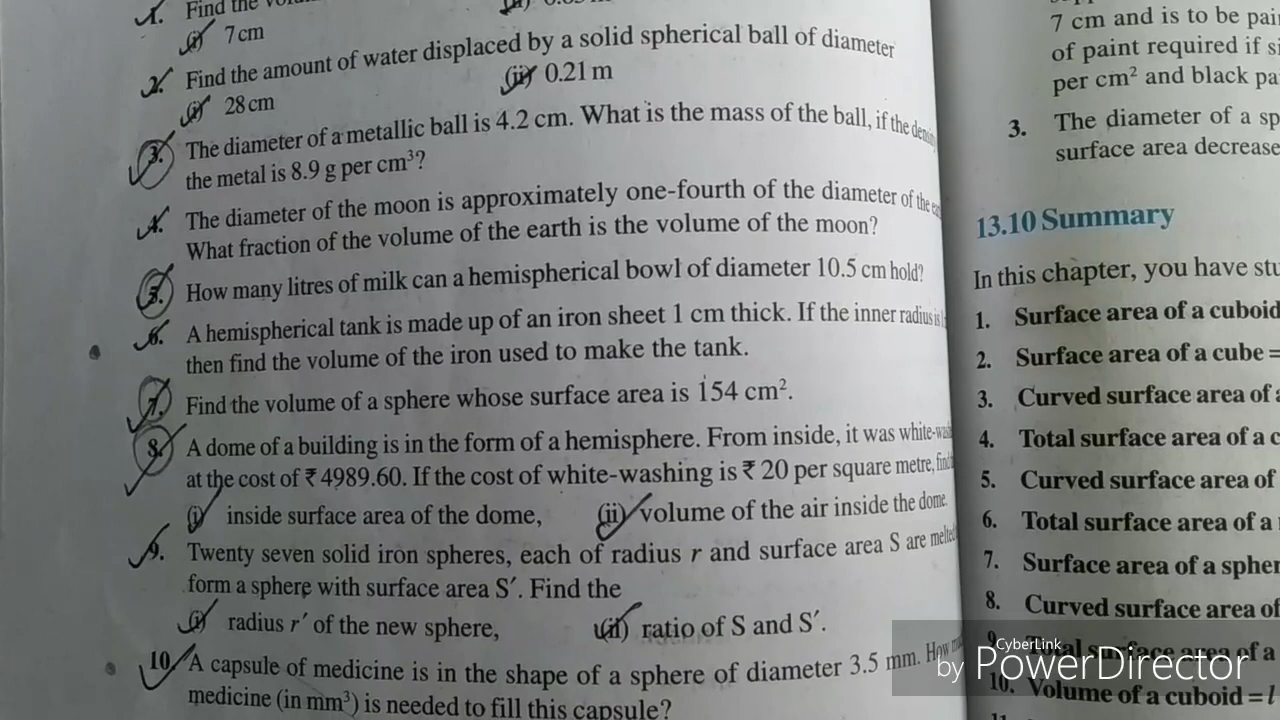 1. Find the
(i) 7 cm
2. Find the amount of water displaced by a solid spherical ball of diameter
(i) 28 cm (ii) 0.21 m
3. The diameter of a metallic ball is 4.2 cm. What is the mass of the ball, if the
the metal is 8.9 g per cm³?
4. The diameter of the moon is approximately one-fourth of the diameter of the
What fraction of the volume of the earth is the volume of the moon?
5. How many litres of milk can a hemispherical bowl of diameter 10.5 cm hold?
6. A hemispherical tank is made up of an iron sheet 1 cm thick. If the inner radius is
then find the volume of the iron used to make the tank.
7. Find the volume of a sphere whose surface area is 154 cm².
8. A dome of a building is in the form of a hemisphere. From inside, it was
at the cost of ₹ 4989.60. If the cost of white-washing is ₹ 20 per square metre,
(i) inside surface area of the dome, (ii) volume of the air inside the dome.
9. Twenty seven solid iron spheres, each of radius r and surface area S are melted
form a sphere with surface area S′. Find the
(i) radius r′ of the new sphere, (ii) ratio of S and S′.
10. A capsule of medicine is in the shape of a sphere of diameter 3.5 mm. How
medicine (in mm³) is needed to fill this capsule?
7 cm and is to be
of paint required if
per cm² and black
3. The diameter of a
surface area
13.10 Summary
In this chapter, you have
1. Surface area of a cuboid
2. Surface area of a cube =
3. Curved surface area of
4. Total surface area of a
5. Curved surface area of
6. Total surface area of a
7. Surface area of a
8. Curved surface area of
9. Total surface area of a
10. Volume of a cuboid = l
CyberLink
by PowerDirector